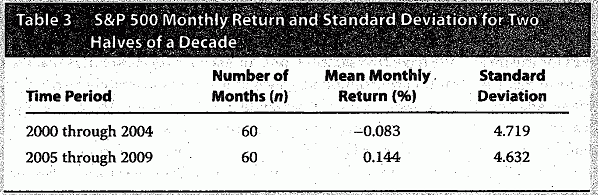 Table 3 S&P 500 Monthly Return and Standard Deviation for Two
Halves of a Decade
Number of Mean Monthly Standard
Time Period Months (n) Return (%) Deviation
2000 through 2004 60 –0.083 4.719
2005 through 2009 60 0.144 4.632